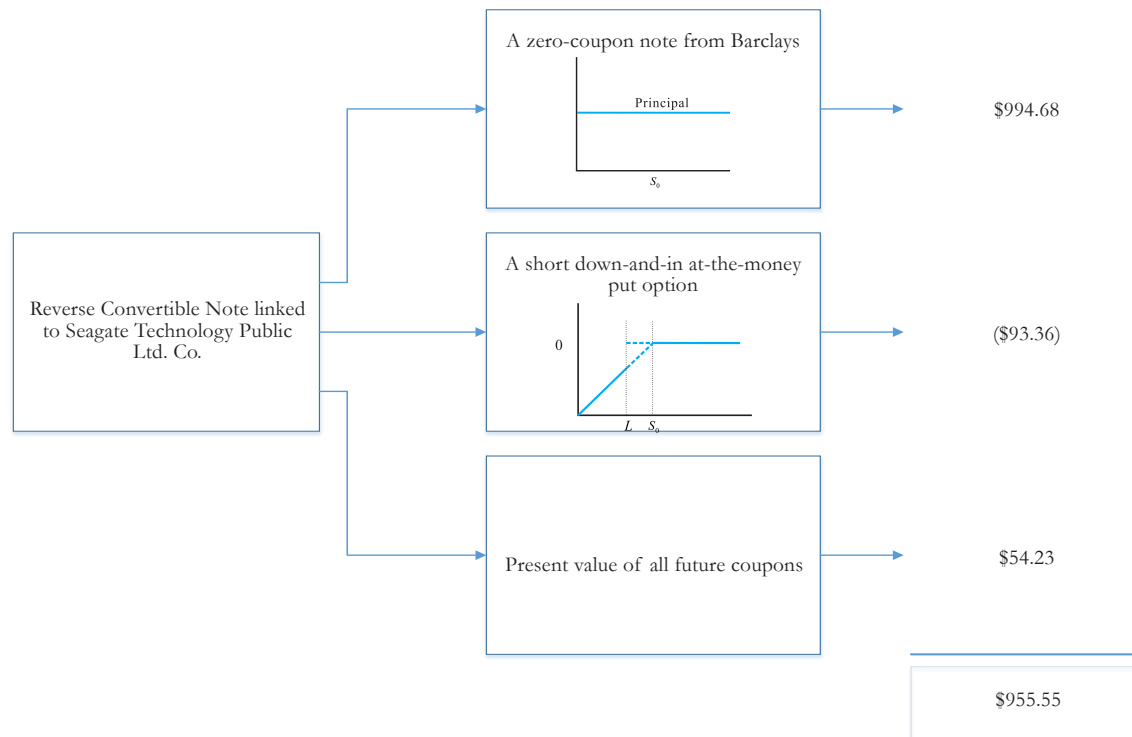 A zero-coupon note from Barclays
Principal
S₀
$994.68
Reverse Convertible Note linked
to Seagate Technology Public
Ltd. Co.
A short down-and-in at-the-money
put option
0
L S₀
($93.36)
Present value of all future coupons
$54.23
$955.55